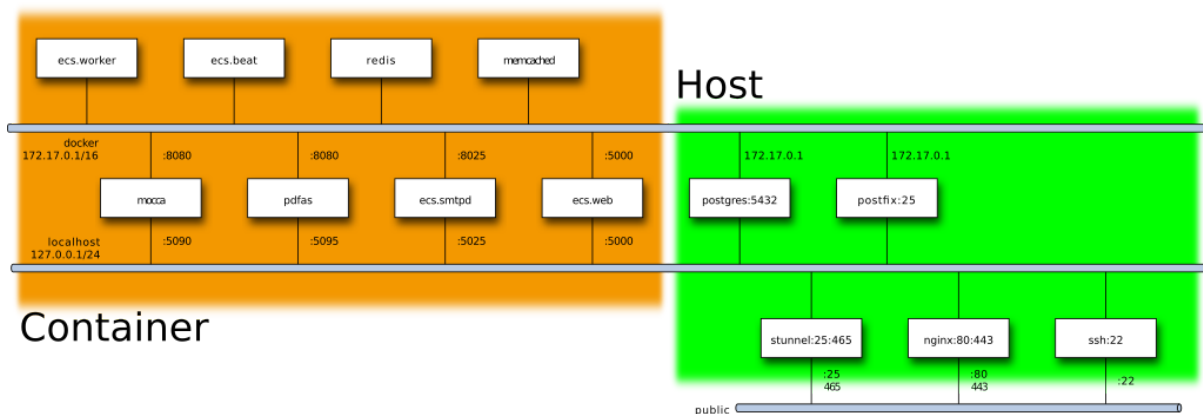 ecs.worker
ecs.beat
redis
memcached
Host
docker
172.17.0.1/16
:8080
:8080
:8025
:5000
172.17.0.1
172.17.0.1
mocca
pdfas
ecs.smtpd
ecs.web
postgres:5432
postfix:25
localhost
127.0.0.1/24
:5090
:5095
:5025
:5000
Container
stunnel:25:465
nginx:80:443
ssh:22
:25
465
:80
443
:22
public